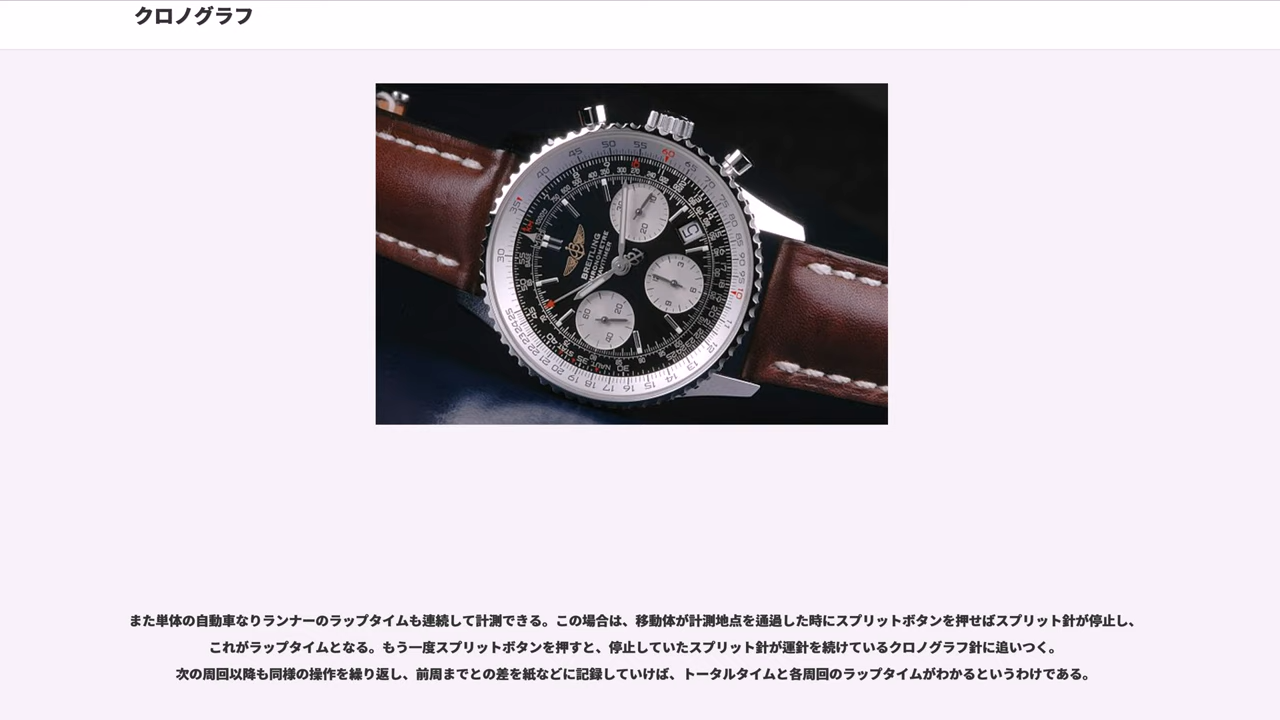 クロノグラフ
BREITLING
CHRONOMETRE
NAVITIMER
また単体の自動車なりランナーのラップタイムも連続して計測できる。この場合は、移動体が計測地点を通過した時にスプリットボタンを押せばスプリット針が停止し、
これがラップタイムとなる。もう一度スプリットボタンを押すと、停止していたスプリット針が運針を続けているクロノグラフ針に追いつく。
次の周回以降も同様の操作を繰り返し、前周までとの差を紙などに記録していけば、トータルタイムと各周回のラップタイムがわかるというわけである。